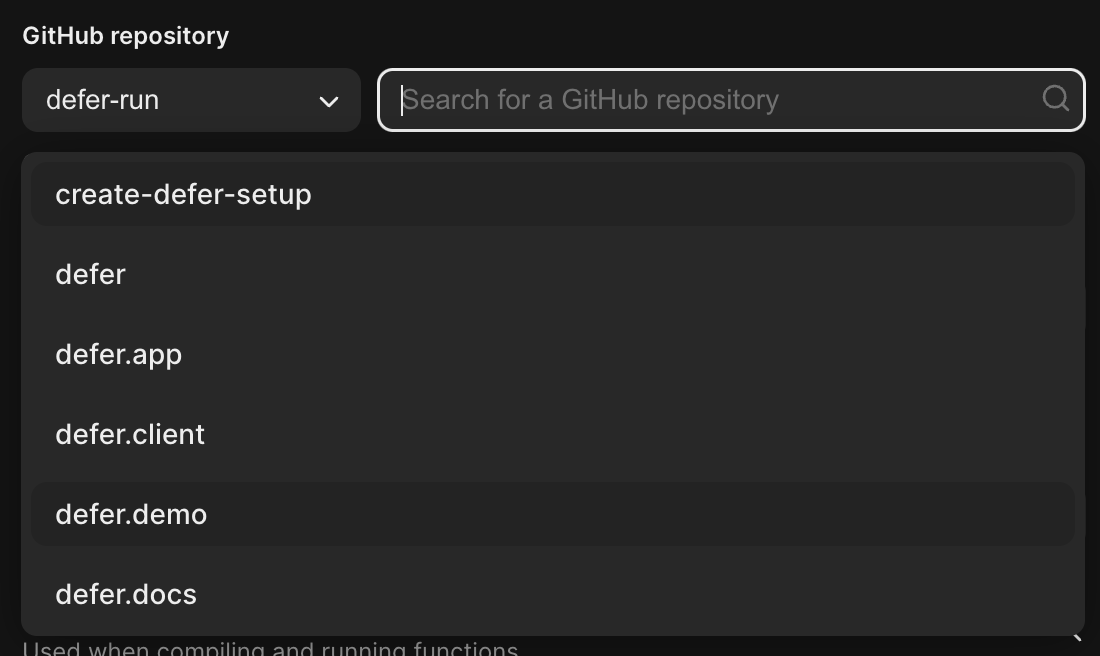 GitHub repository
defer-run
Search for a GitHub repository
create-defer-setup
defer
defer.app
defer.client
defer.demo
defer.docs
Used when compiling and running functions